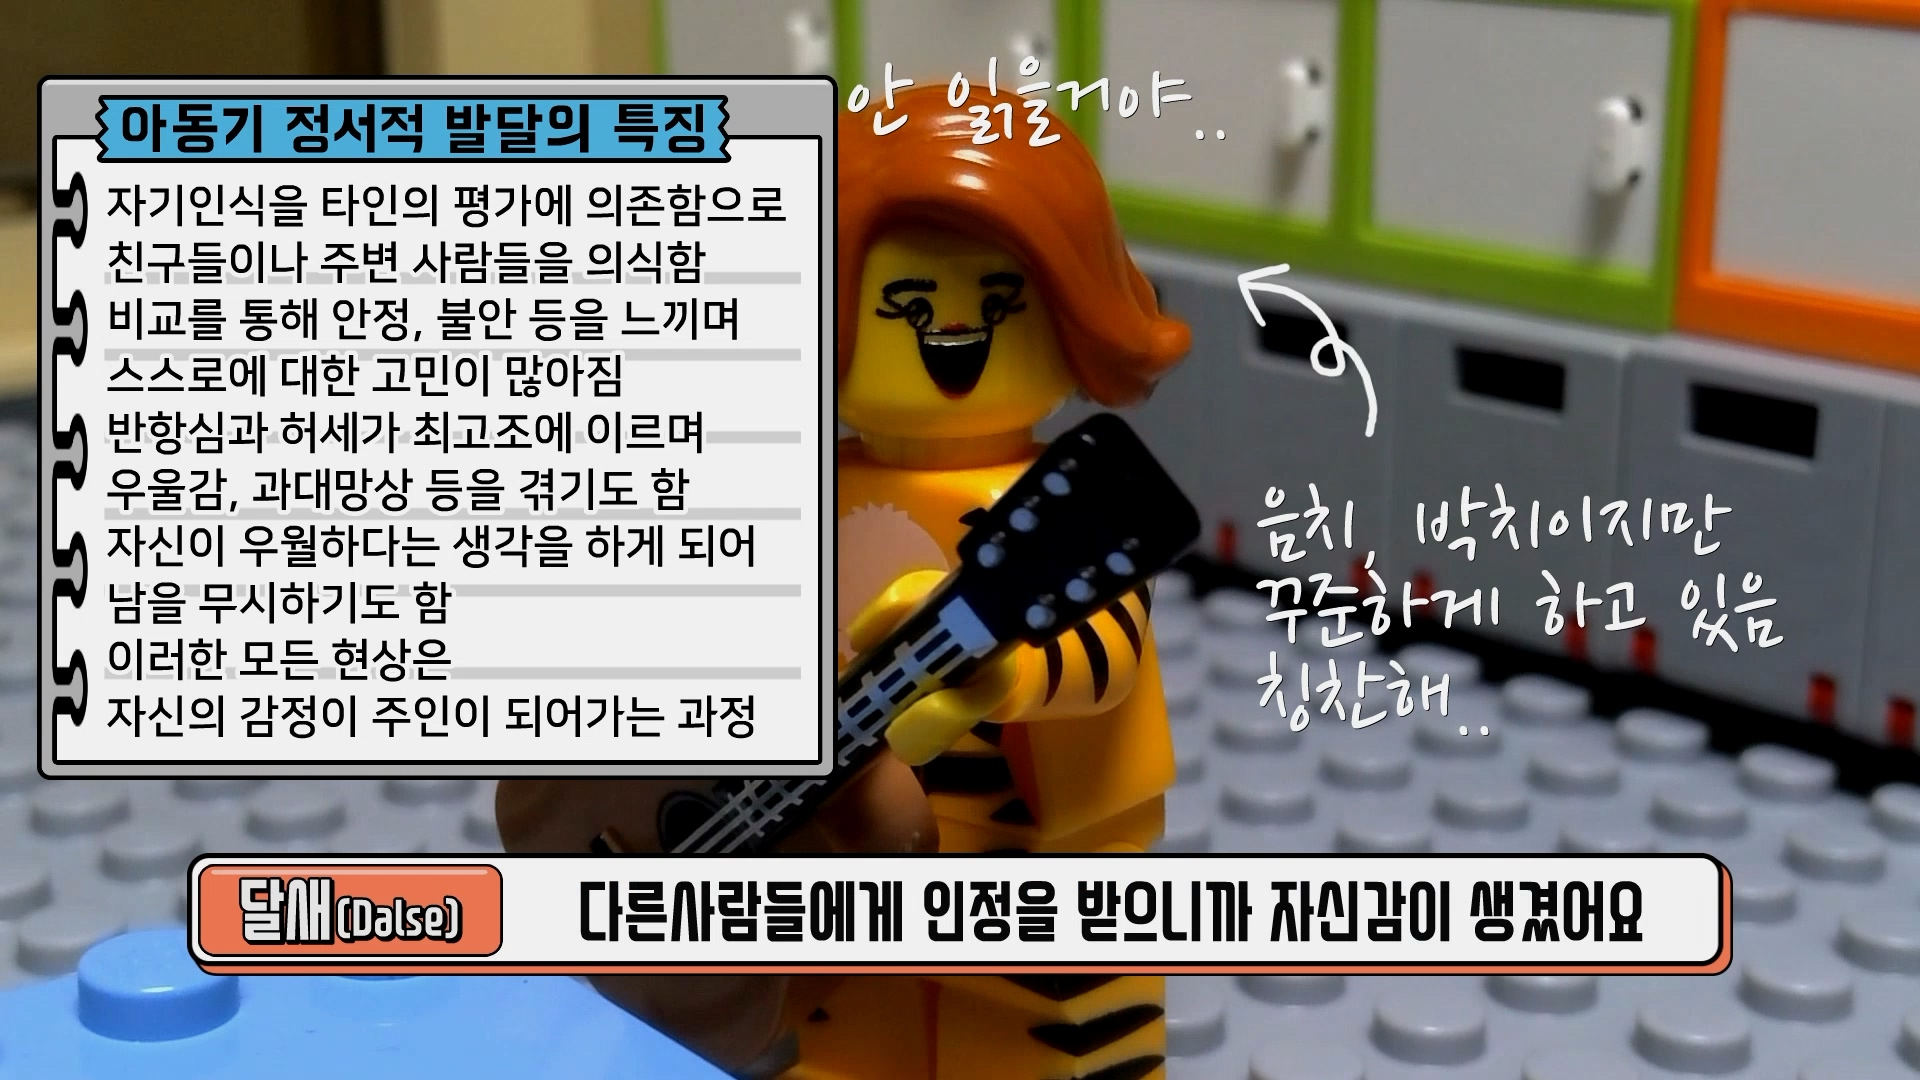 아동기 정서적 발달의 특징
자기인식을 타인의 평가에 의존함으로
친구들이나 주변 사람들을 의식함
비교를 통해 안정, 불안 등을 느끼며
스스로에 대한 고민이 많아짐
반항심과 허세가 최고조에 이르며
우울감, 과대망상 등을 겪기도 함
자신이 우월하다는 생각을 하게 되어
남을 무시하기도 함
이러한 모든 현상은
자신의 감정이 주인이 되어가는 과정
안 읽을거야..
음치, 박치이지만
꾸준하게 하고 있음
칭찬해..
달새(Dalse)
다른사람들에게 인정을 받으니까 자신감이 생겼어요